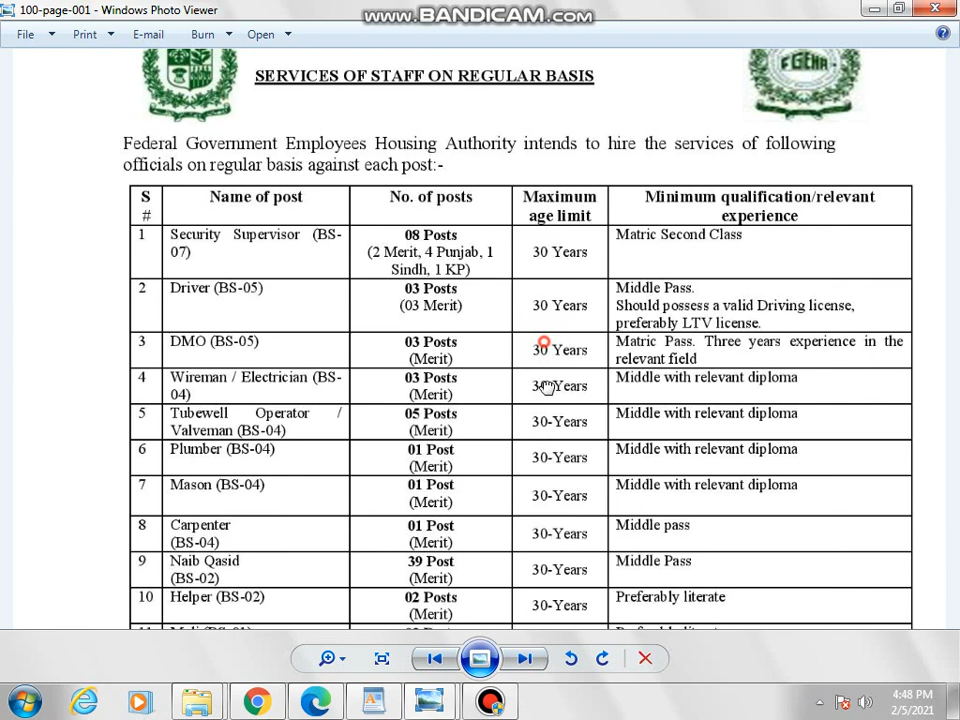 100-page-001 - Windows Photo Viewer
www.BANDICAM.com
File Print E-mail Burn Open
FGEHA
SERVICES OF STAFF ON REGULAR BASIS
Federal Government Employees Housing Authority intends to hire the services of following
officials on regular basis against each post:-
S # Name of post No. of posts Maximum age limit Minimum qualification/relevant experience
1 Security Supervisor (BS-07) 08 Posts (2 Merit, 4 Punjab, 1 Sindh, 1 KP) 30 Years Matric Second Class
2 Driver (BS-05) 03 Posts (03 Merit) 30 Years Middle Pass. Should possess a valid Driving license, preferably LTV license.
3 DMO (BS-05) 03 Posts (Merit) 30 Years Matric Pass. Three years experience in the relevant field
4 Wireman / Electrician (BS-04) 03 Posts (Merit) 30 Years Middle with relevant diploma
5 Tubewell Operator / Valveman (BS-04) 05 Posts (Merit) 30-Years Middle with relevant diploma
6 Plumber (BS-04) 01 Post (Merit) 30-Years Middle with relevant diploma
7 Mason (BS-04) 01 Post (Merit) 30-Years Middle with relevant diploma
8 Carpenter (BS-04) 01 Post (Merit) 30-Years Middle pass
9 Naib Qasid (BS-02) 39 Post (Merit) 30-Years Middle Pass
10 Helper (BS-02) 02 Posts (Merit) 30-Years Preferably literate
4:48 PM
2/5/2021